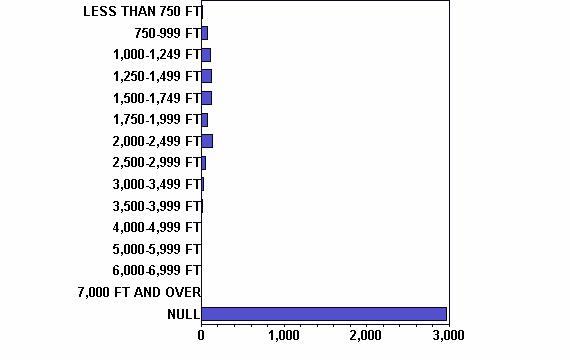 LESS THAN 750 FT
750-999 FT
1,000-1,249 FT
1,250-1,499 FT
1,500-1,749 FT
1,750-1,999 FT
2,000-2,499 FT
2,500-2,999 FT
3,000-3,499 FT
3,500-3,999 FT
4,000-4,999 FT
5,000-5,999 FT
6,000-6,999 FT
7,000 FT AND OVER
NULL
0 1,000 2,000 3,000